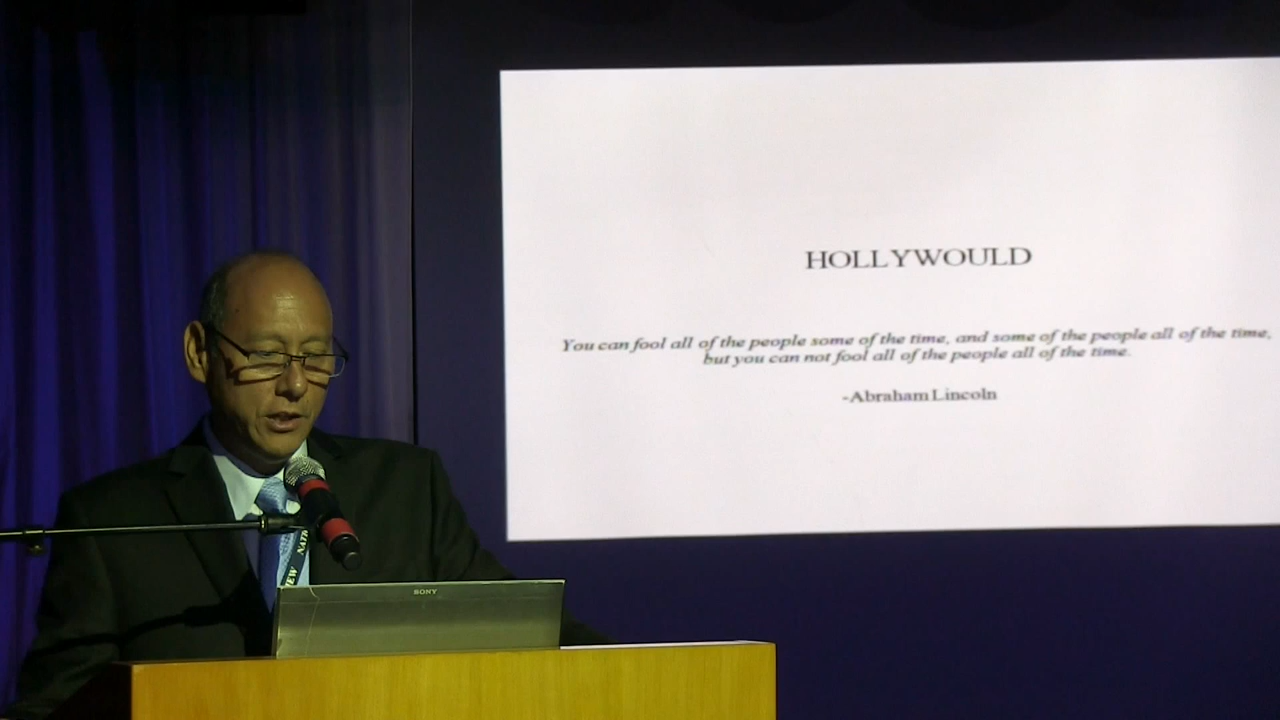 HOLLYWOULD
You can fool all of the people some of the time, and some of the people all of the time,
but you can not fool all of the people all of the time.
-Abraham Lincoln
SONY